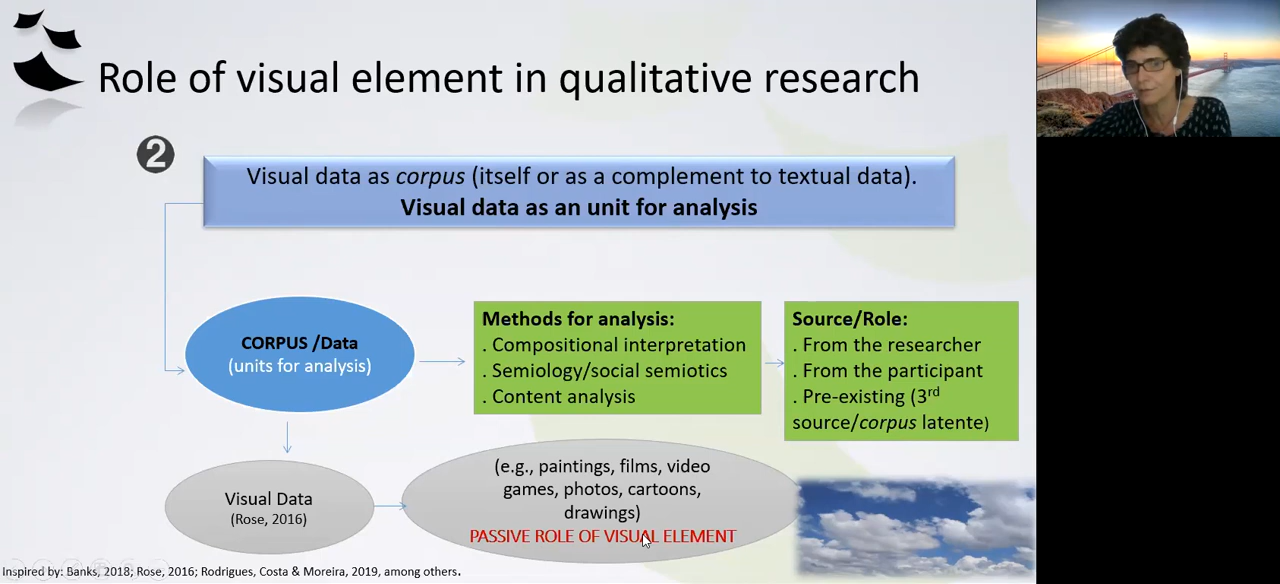 Role of visual element in qualitative research
2
Visual data as corpus (itself or as a complement to textual data).
Visual data as an unit for analysis
CORPUS /Data
(units for analysis)
Methods for analysis:
. Compositional interpretation
. Semiology/social semiotics
. Content analysis
Source/Role:
. From the researcher
. From the participant
. Pre-existing (3rd
source/corpus latente)
Visual Data
(Rose, 2016)
(e.g., paintings, films, video
games, photos, cartoons,
drawings)
PASSIVE ROLE OF VISUAL ELEMENT
Inspired by: Banks, 2018; Rose, 2016; Rodrigues, Costa & Moreira, 2019, among others.